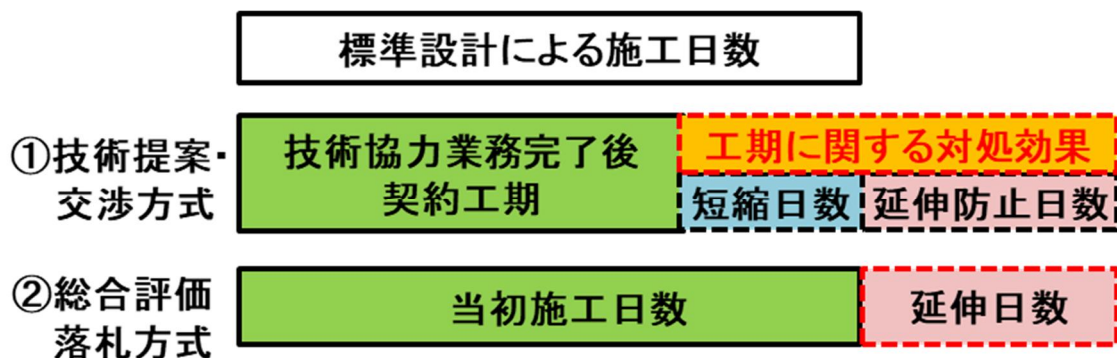 標準設計による施工日数
①技術提案・
交渉方式
技術協力業務完了後
契約工期
工期に関する対処効果
短縮日数
延伸防止日数
②総合評価
落札方式
当初施工日数
延伸日数